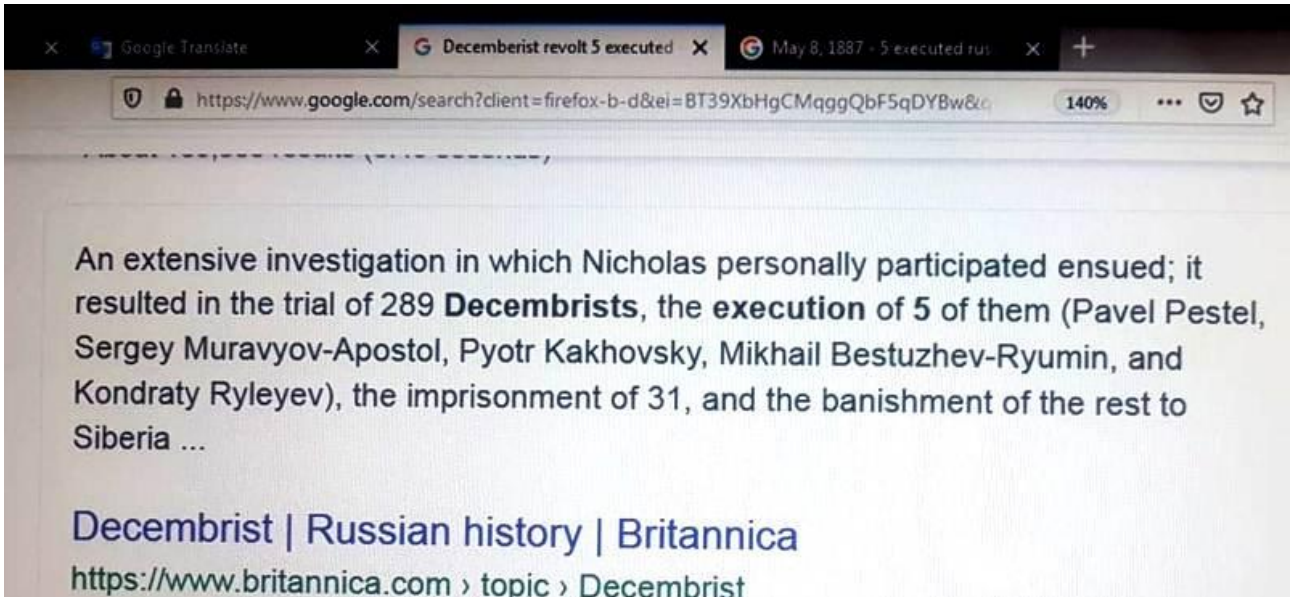 Google Translate
Decemberist revolt 5 executed
May 8, 1887 - 5 executed rus
https://www.google.com/search?client=firefox-b-d&ei=BT39XbHgCMqggQbF5qDYBw&
140%
An extensive investigation in which Nicholas personally participated ensued; it
resulted in the trial of 289 Decembrists, the execution of 5 of them (Pavel Pestel,
Sergey Muravyov-Apostol, Pyotr Kakhovsky, Mikhail Bestuzhev-Ryumin, and
Kondraty Ryleyev), the imprisonment of 31, and the banishment of the rest to
Siberia ...
Decembrist | Russian history | Britannica
https://www.britannica.com › topic › Decembrist